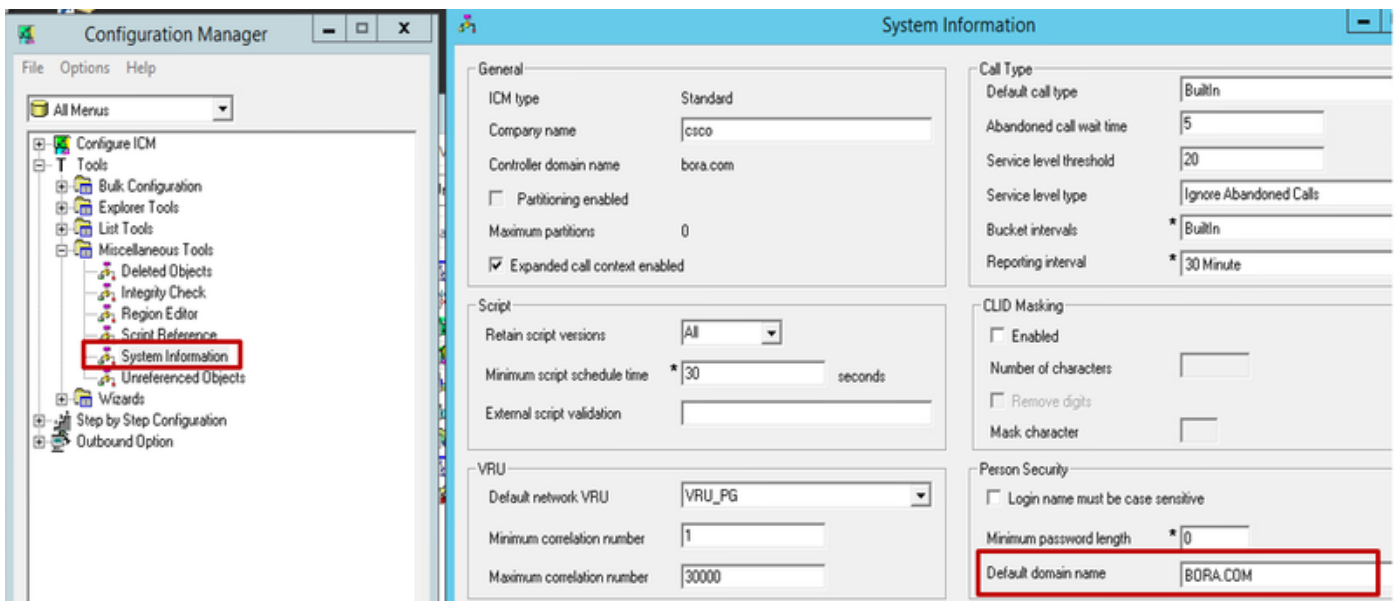 Configuration Manager
File Options Help
All Menus
Configure ICM
Tools
Bulk Configuration
Explorer Tools
List Tools
Miscellaneous Tools
Deleted Objects
Integrity Check
Region Editor
Script Reference
System Information
Unreferenced Objects
Wizards
Step by Step Configuration
Outbound Option
System Information
General
ICM type Standard
Company name csco
Controller domain name bora.com
Partitioning enabled
Maximum partitions 0
Expanded call context enabled
Script
Retain script versions All
Minimum script schedule time * 30 seconds
External script validation
VRU
Default network VRU VRU_PG
Minimum correlation number 1
Maximum correlation number 30000
Call Type
Default call type BuiltIn
Abandoned call wait time 5
Service level threshold 20
Service level type Ignore Abandoned Calls
Bucket intervals * BuiltIn
Reporting interval * 30 Minute
CLID Masking
Enabled
Number of characters
Remove digits
Mask character
Person Security
Login name must be case sensitive
Minimum password length * 0
Default domain name BORA.COM